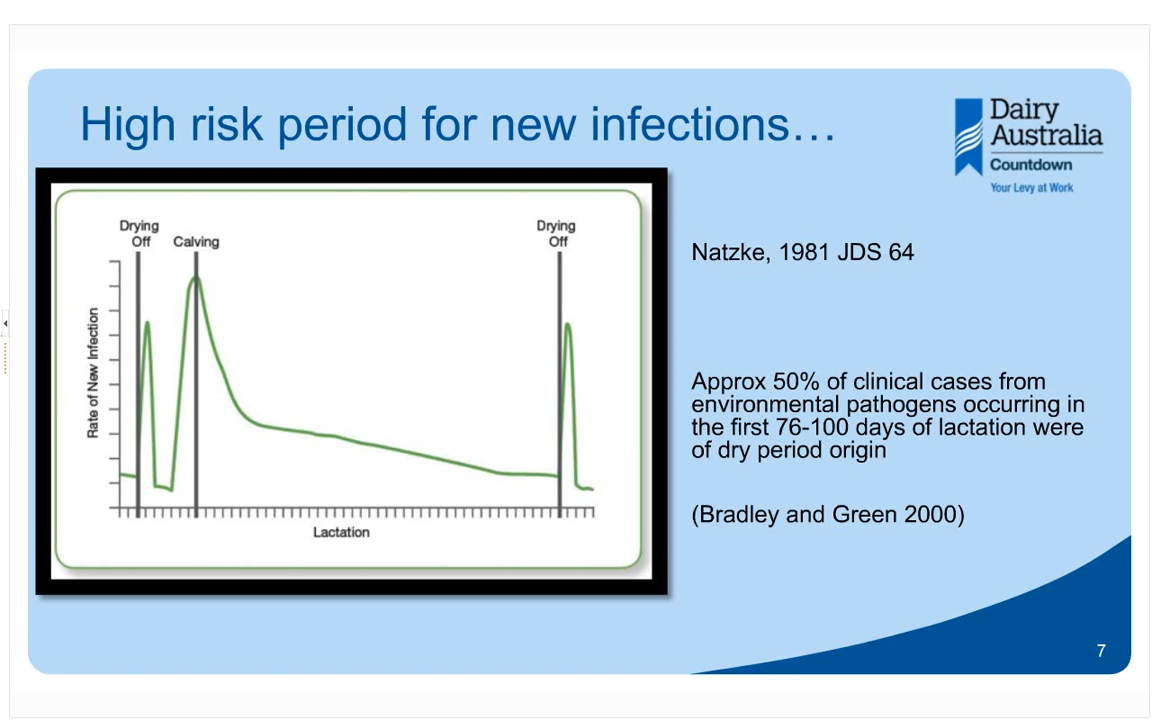 High risk period for new infections…
Dairy
Australia
Countdown
Your Levy at Work
Drying
Off
Calving
Drying
Off
Rate of New Infection
Lactation
Natzke, 1981 JDS 64
Approx 50% of clinical cases from
environmental pathogens occurring in
the first 76-100 days of lactation were
of dry period origin
(Bradley and Green 2000)
7